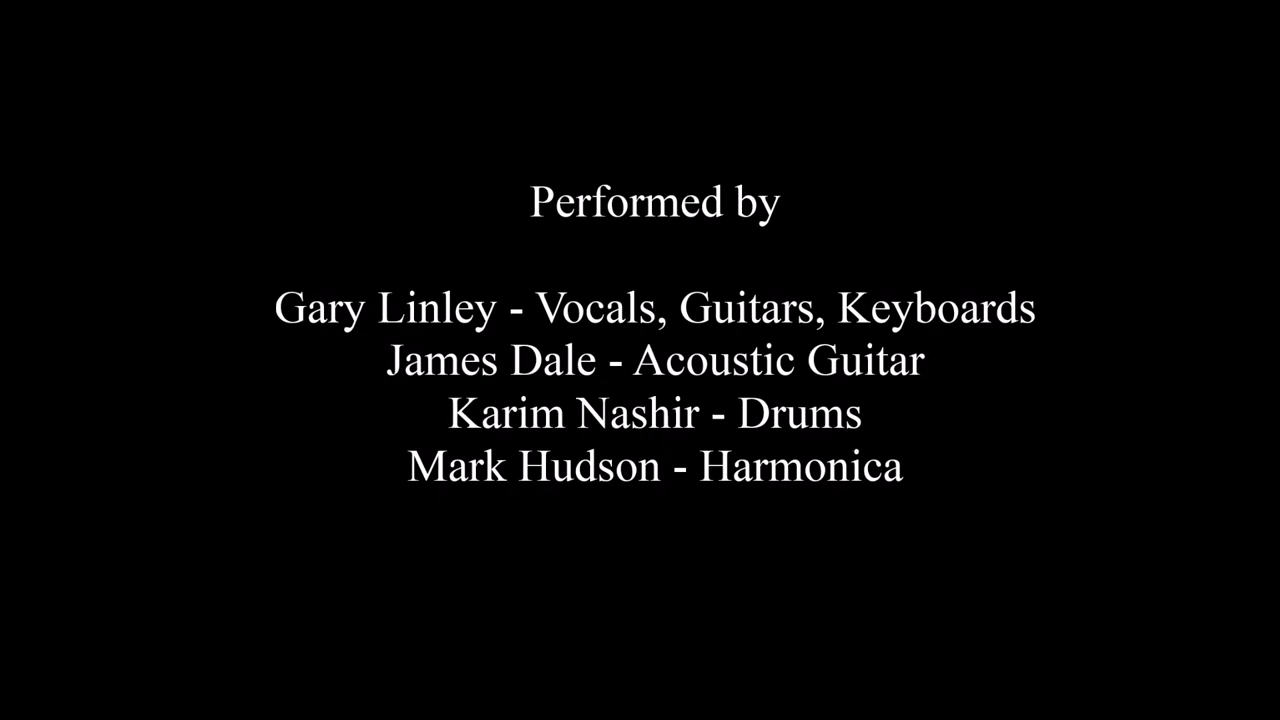 Performed by
Gary Linley - Vocals, Guitars, Keyboards
James Dale - Acoustic Guitar
Karim Nashir - Drums
Mark Hudson - Harmonica